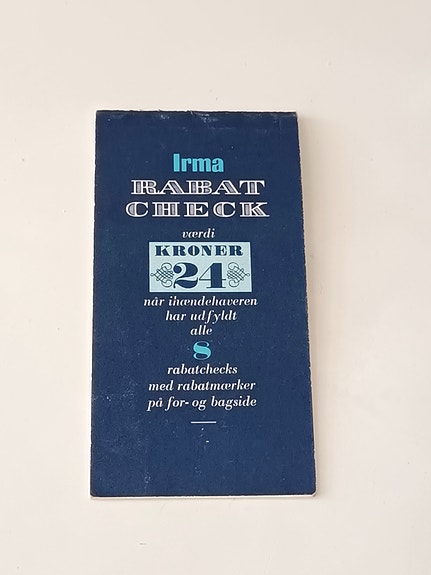 Irma
RABAT
CHECK
værdi
KRONER
24
når ihændehaveren
har udfyldt
alle
8
rabatchecks
med rabatmærker
på for- og bagside